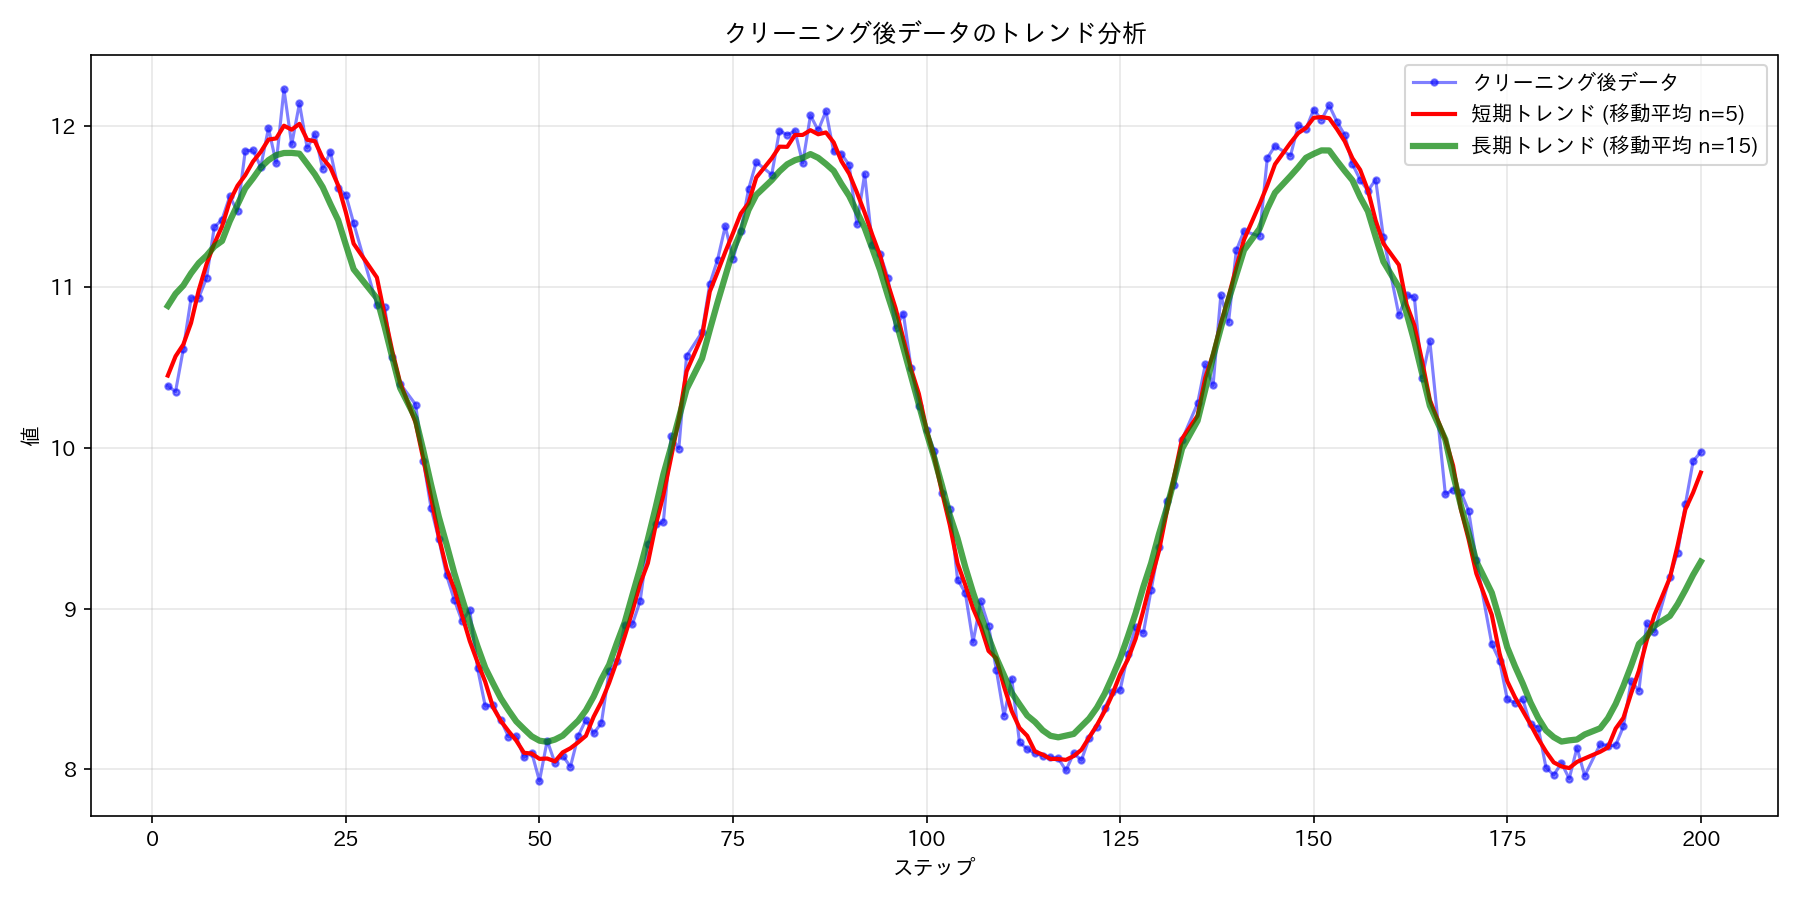 クリーニング後データのトレンド分析
クリーニング後データ
短期トレンド (移動平均 n=5)
長期トレンド (移動平均 n=15)
値
12
11
10
9
8
0 25 50 75 100 125 150 175 200
ステップ